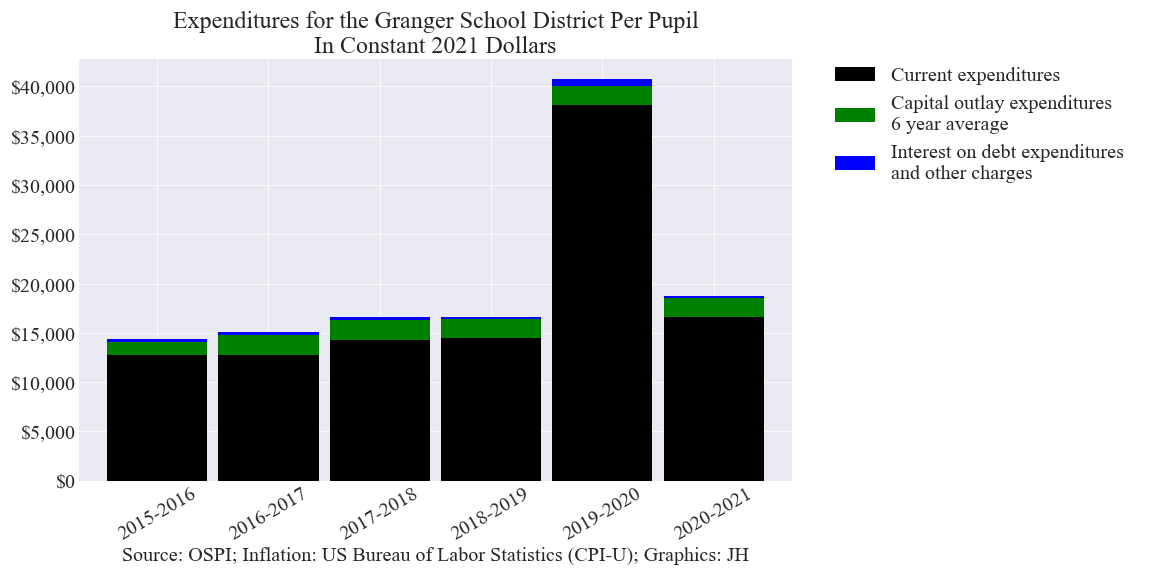 Expenditures for the Granger School District Per Pupil
In Constant 2021 Dollars
$40,000
$35,000
$30,000
$25,000
$20,000
$15,000
$10,000
$5,000
$0
2015-2016
2016-2017
2017-2018
2018-2019
2019-2020
2020-2021
Source: OSPI; Inflation: US Bureau of Labor Statistics (CPI-U); Graphics: JH
Current expenditures
Capital outlay expenditures
6 year average
Interest on debt expenditures
and other charges